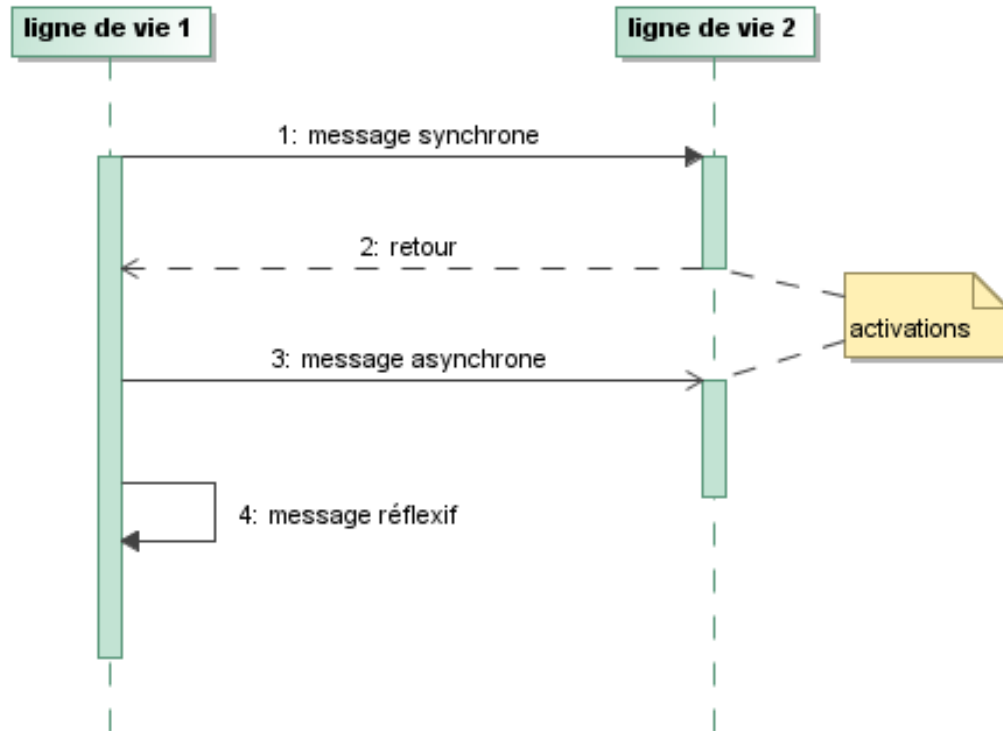 ligne de vie 1
ligne de vie 2
1: message synchrone
2: retour
activations
3: message asynchrone
4: message réflexif